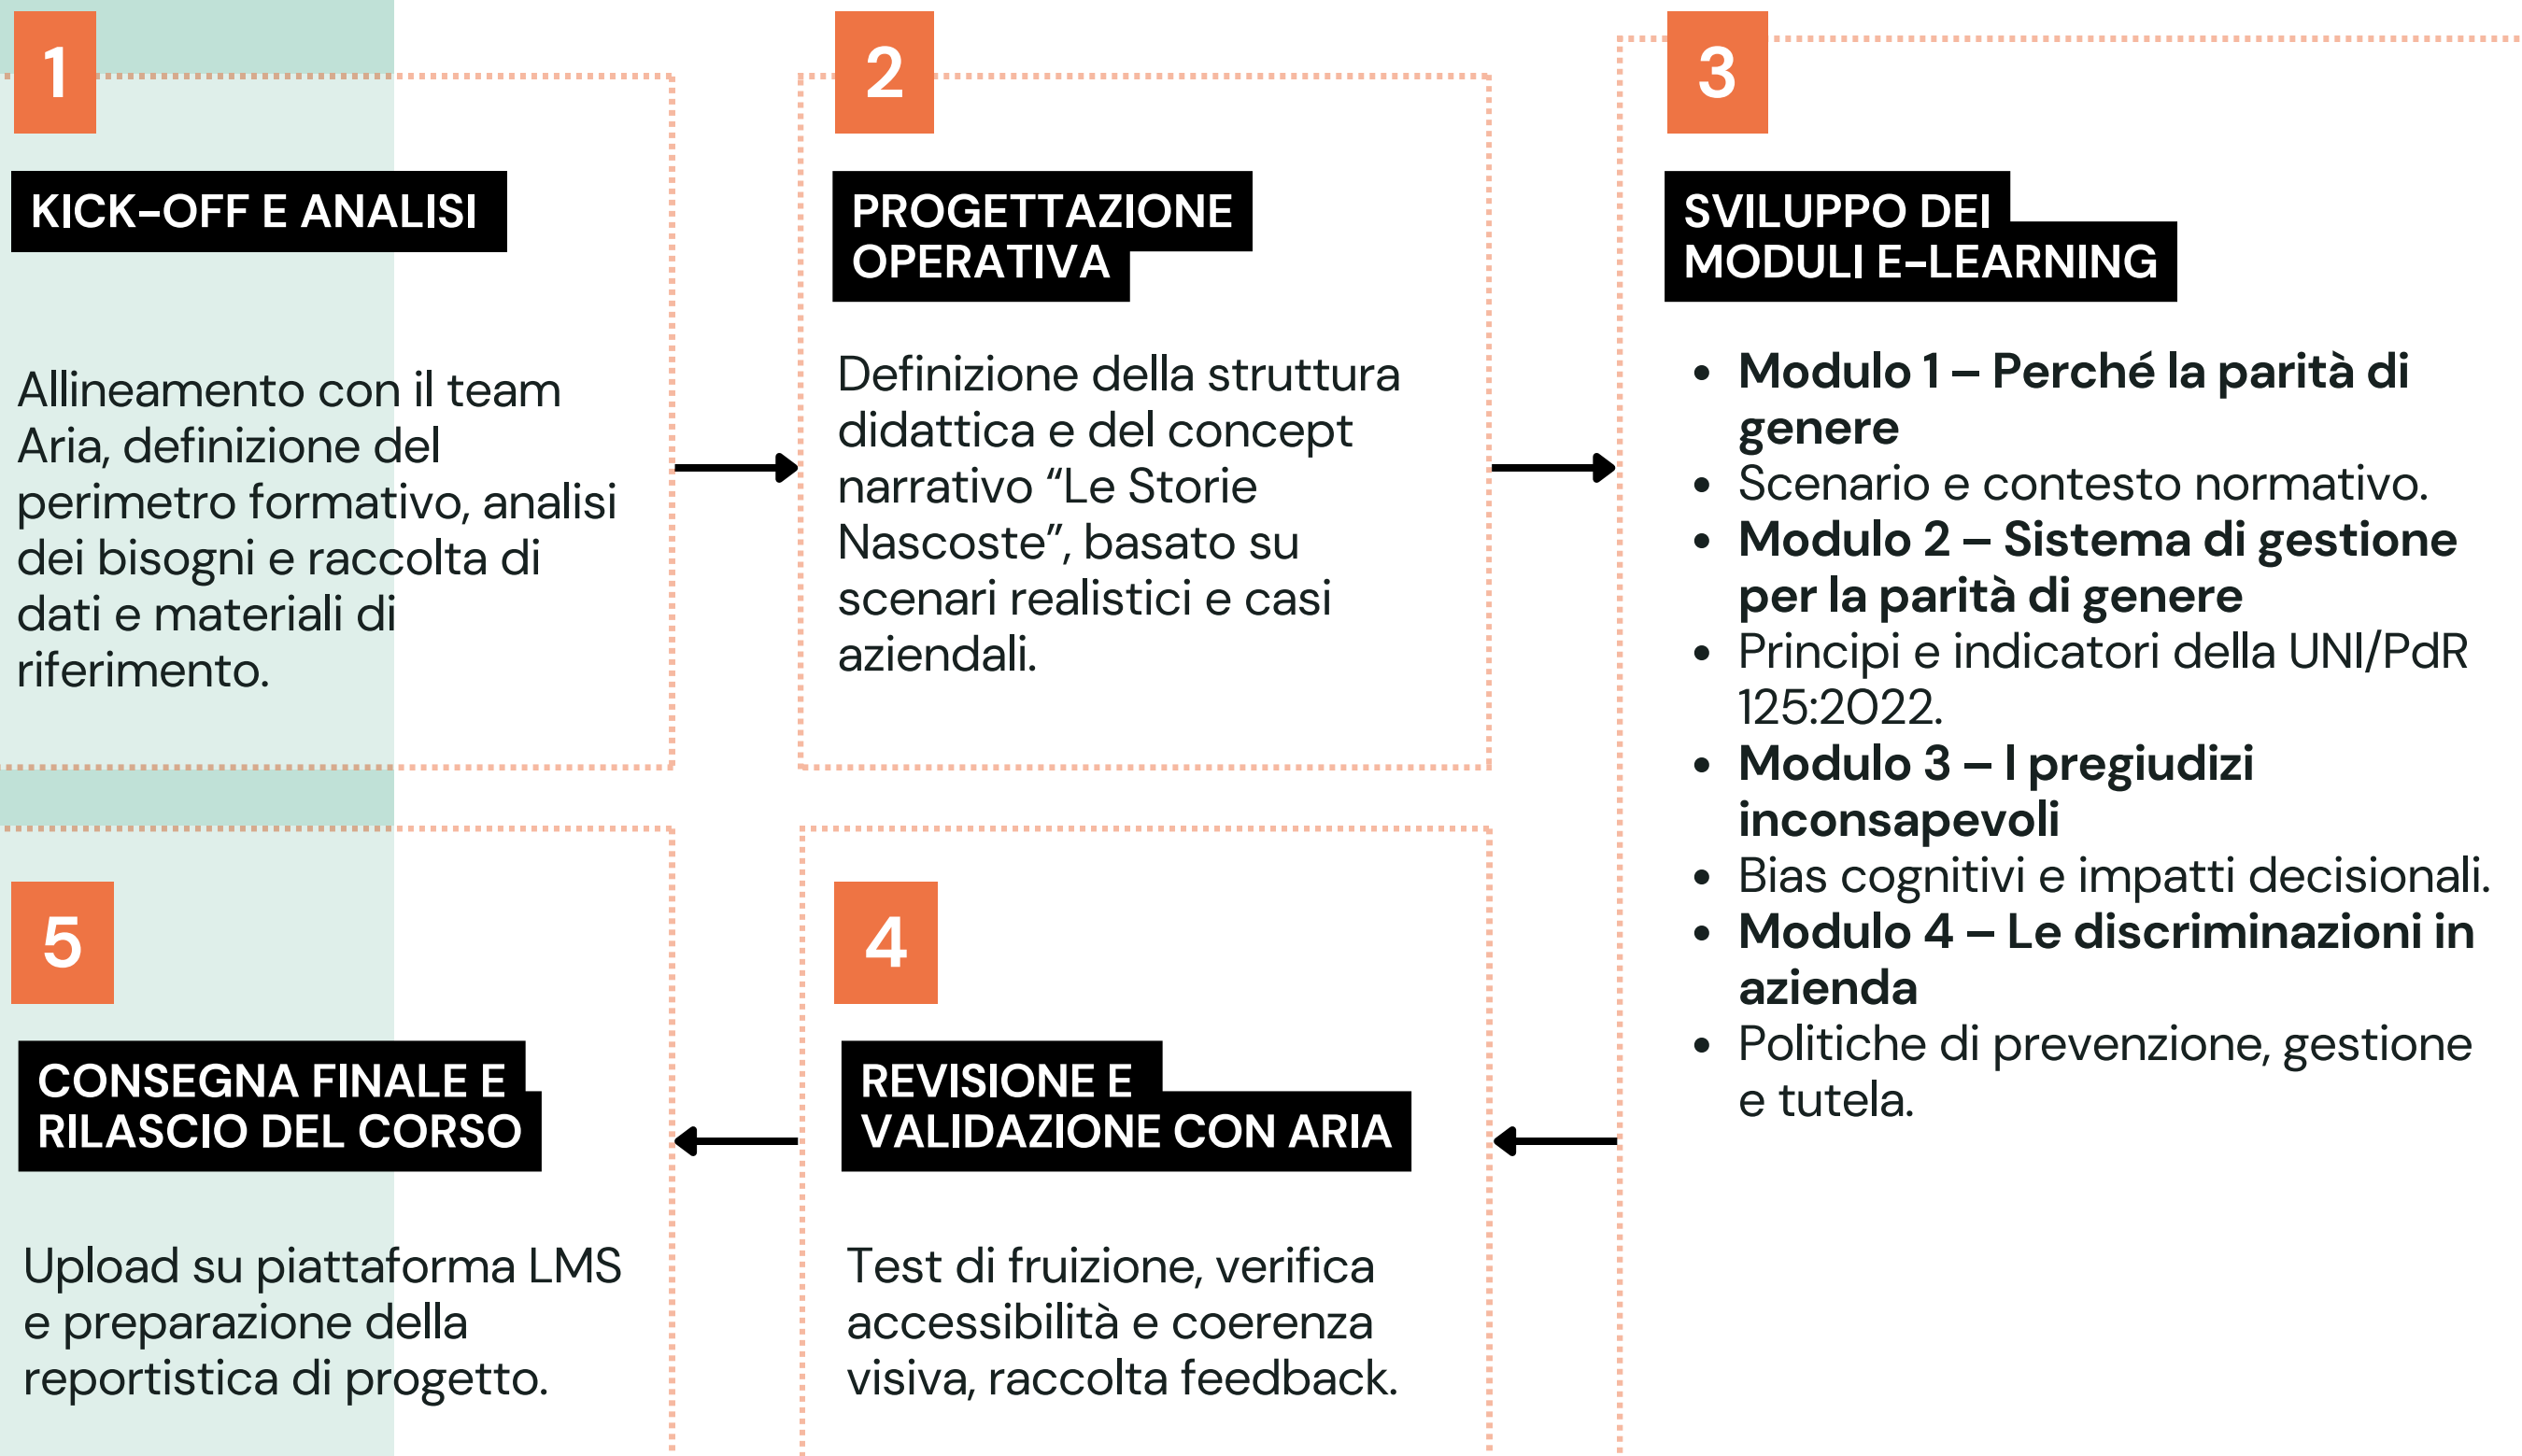 1
KICK-OFF E ANALISI
Allineamento con il team
Aria, definizione del
perimetro formativo, analisi
dei bisogni e raccolta di
dati e materiali di
riferimento.
2
PROGETTAZIONE
OPERATIVA
Definizione della struttura
didattica e del concept
narrativo “Le Storie
Nascoste”, basato su
scenari realistici e casi
aziendali.
3
SVILUPPO DEI
MODULI E-LEARNING
• Modulo 1 – Perché la parità di
genere
• Scenario e contesto normativo.
• Modulo 2 – Sistema di gestione
per la parità di genere
• Principi e indicatori della UNI/PdR
125:2022.
• Modulo 3 – I pregiudizi
inconsapevoli
• Bias cognitivi e impatti decisionali.
• Modulo 4 – Le discriminazioni in
azienda
• Politiche di prevenzione, gestione
e tutela.
4
REVISIONE E
VALIDAZIONE CON ARIA
Test di fruizione, verifica
accessibilità e coerenza
visiva, raccolta feedback.
5
CONSEGNA FINALE E
RILASCIO DEL CORSO
Upload su piattaforma LMS
e preparazione della
reportistica di progetto.